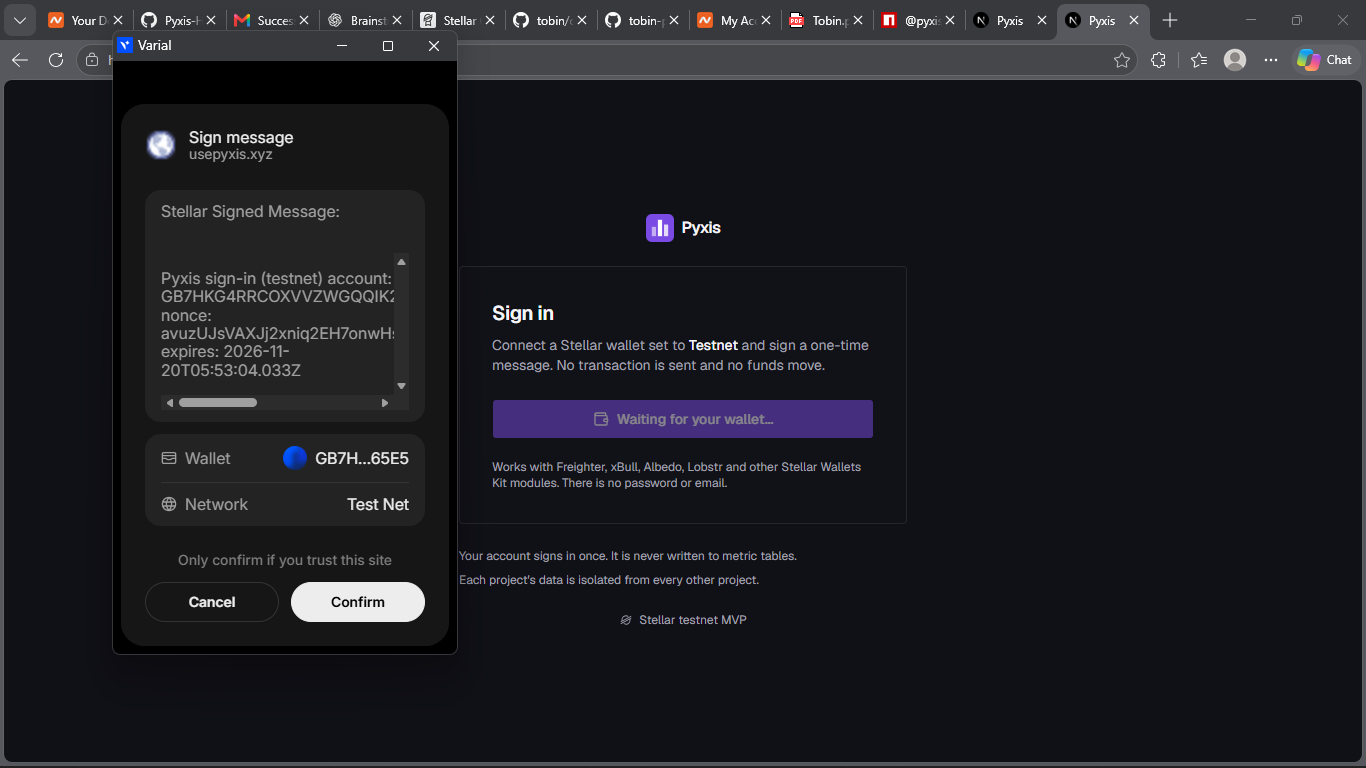 Your D
Pyxis-H
Succes
Brainst
Stellar
tobin/
tobin-p
My Ac
Tobin.p
@pyxis
Pyxis
Pyxis
Chat
Varial
Sign message
usepyxis.xyz
Stellar Signed Message:
Pyxis sign-in (testnet) account:
GB7HKG4RRCOXVVZWGQQIK2
nonce:
avuzUJsVAXJj2xniq2EH7onwHs
expires: 2026-11-
20T05:53:04.033Z
Wallet
GB7H...65E5
Network
Test Net
Only confirm if you trust this site
Cancel
Confirm
Pyxis
Sign in
Connect a Stellar wallet set to Testnet and sign a one-time
message. No transaction is sent and no funds move.
Waiting for your wallet...
Works with Freighter, xBull, Albedo, Lobstr and other Stellar Wallets
Kit modules. There is no password or email.
Your account signs in once. It is never written to metric tables.
Each project's data is isolated from every other project.
Stellar testnet MVP